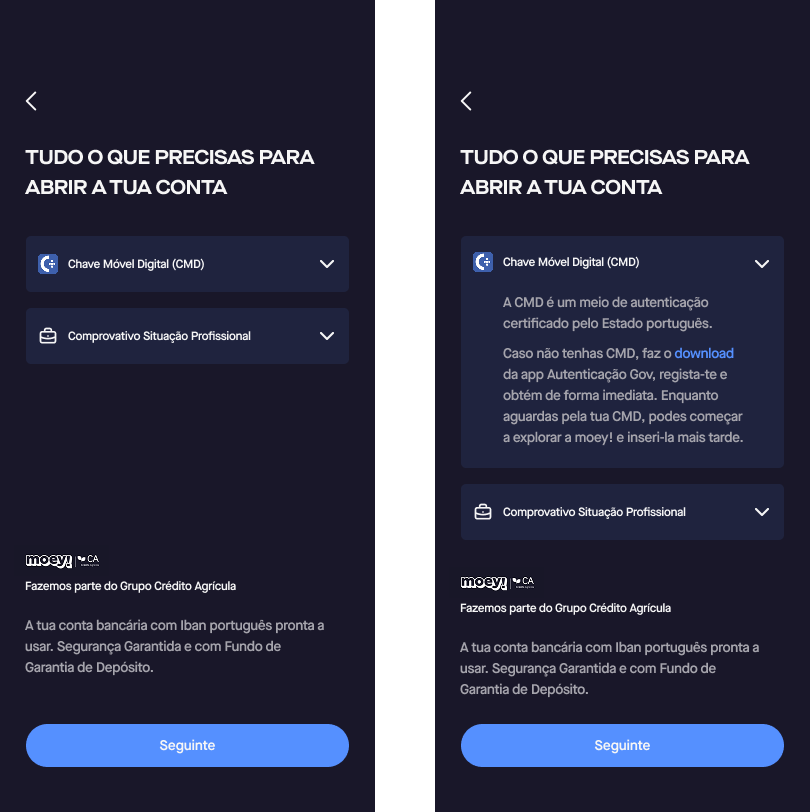 TUDO O QUE PRECISAS PARA
ABRIR A TUA CONTA
Chave Móvel Digital (CMD)
Comprovativo Situação Profissional
moey! CA
Fazemos parte do Grupo Crédito Agrícula
A tua conta bancária com Iban português pronta a
usar. Segurança Garantida e com Fundo de
Garantia de Depósito.
Seguinte
TUDO O QUE PRECISAS PARA
ABRIR A TUA CONTA
Chave Móvel Digital (CMD)
A CMD é um meio de autenticação
certificado pelo Estado português.
Caso não tenhas CMD, faz o download
da app Autenticação Gov, regista-te e
obtém de forma imediata. Enquanto
aguardas pela tua CMD, podes começar
a explorar a moey! e inseri-la mais tarde.
Comprovativo Situação Profissional
moey! CA
Fazemos parte do Grupo Crédito Agrícula
A tua conta bancária com Iban português pronta a
usar. Segurança Garantida e com Fundo de
Garantia de Depósito.
Seguinte